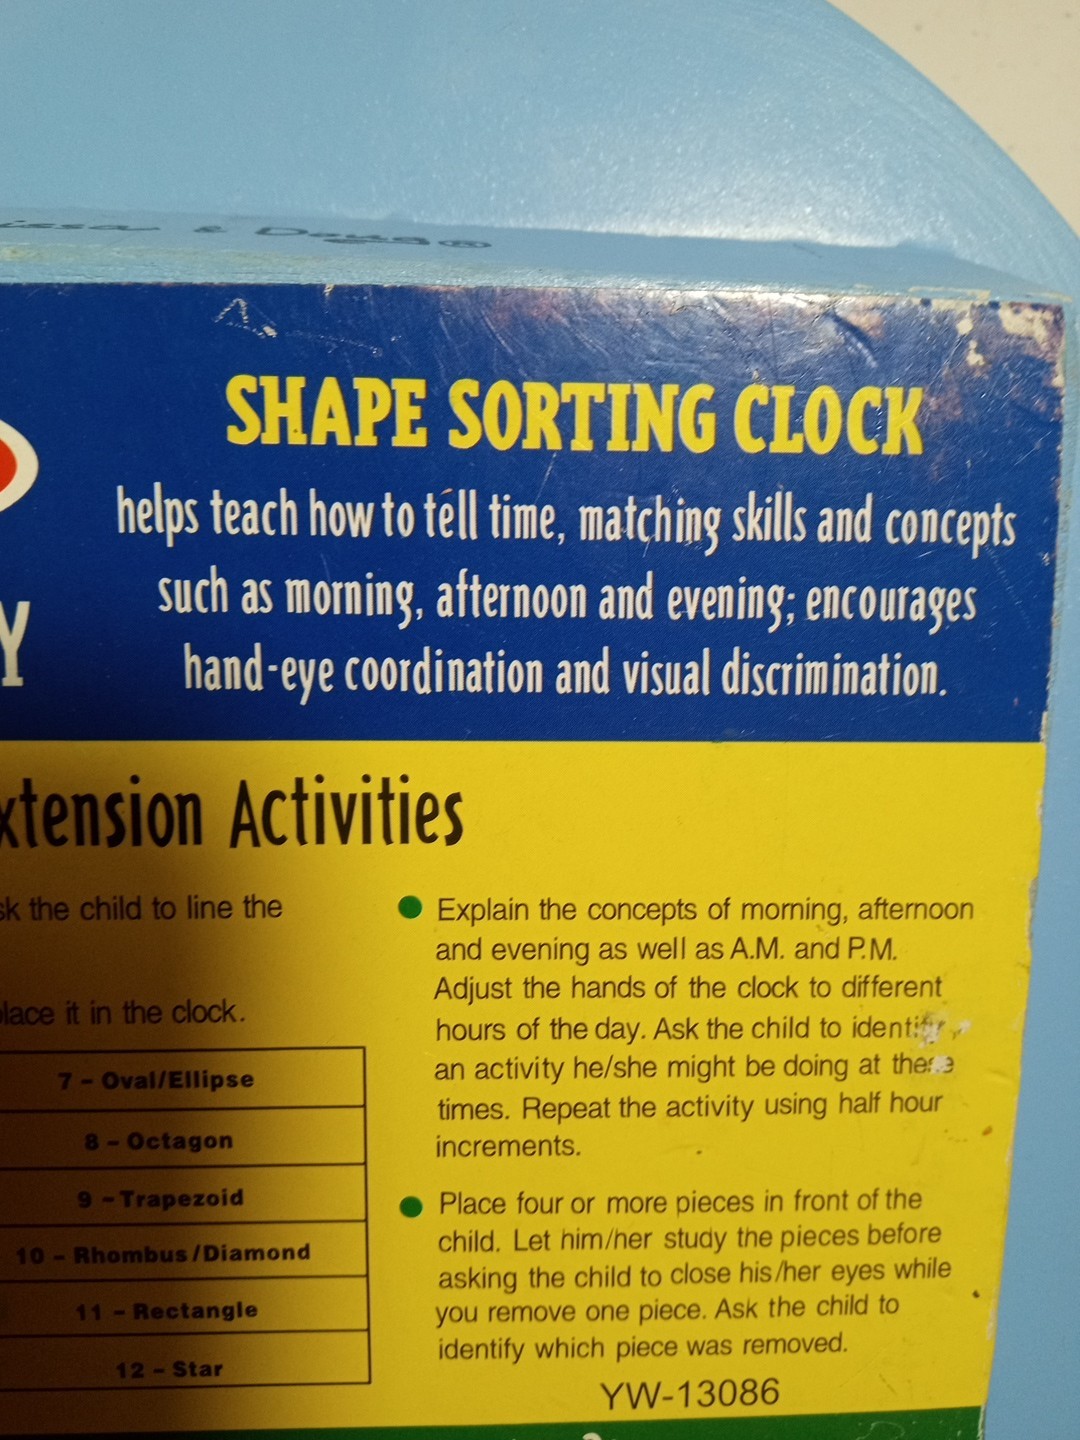 & Doug®
SHAPE SORTING CLOCK
helps teach how to tell time, matching skills and concepts
such as morning, afternoon and evening; encourages
hand-eye coordination and visual discrimination.
Y
xtension Activities
sk the child to line the
place it in the clock.
7 - Oval/Ellipse
8 - Octagon
9 - Trapezoid
10 - Rhombus/Diamond
11 - Rectangle
12 - Star
Explain the concepts of morning, afternoon
and evening as well as A.M. and P.M.
Adjust the hands of the clock to different
hours of the day. Ask the child to identify
an activity he/she might be doing at these
times. Repeat the activity using half hour
increments.
Place four or more pieces in front of the
child. Let him/her study the pieces before
asking the child to close his/her eyes while
you remove one piece. Ask the child to
identify which piece was removed.
YW-13086